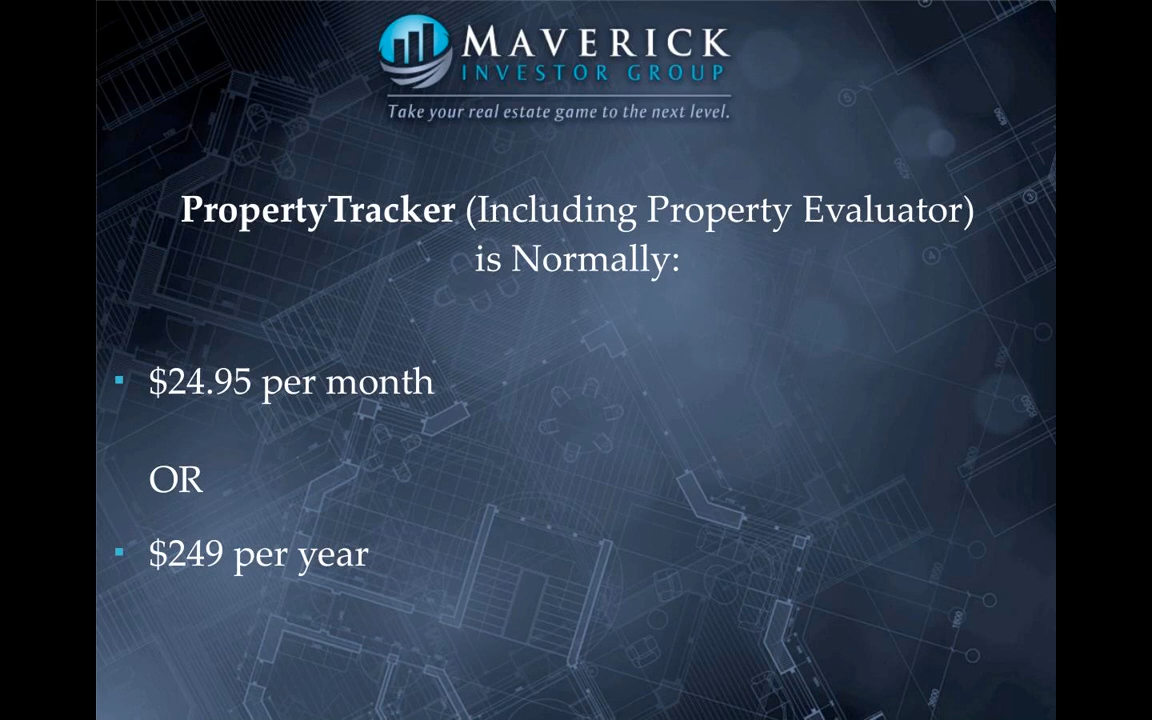 MAVERICK
INVESTOR GROUP
Take your real estate game to the next level.
PropertyTracker (Including Property Evaluator)
is Normally:
▪ $24.95 per month
OR
▪ $249 per year